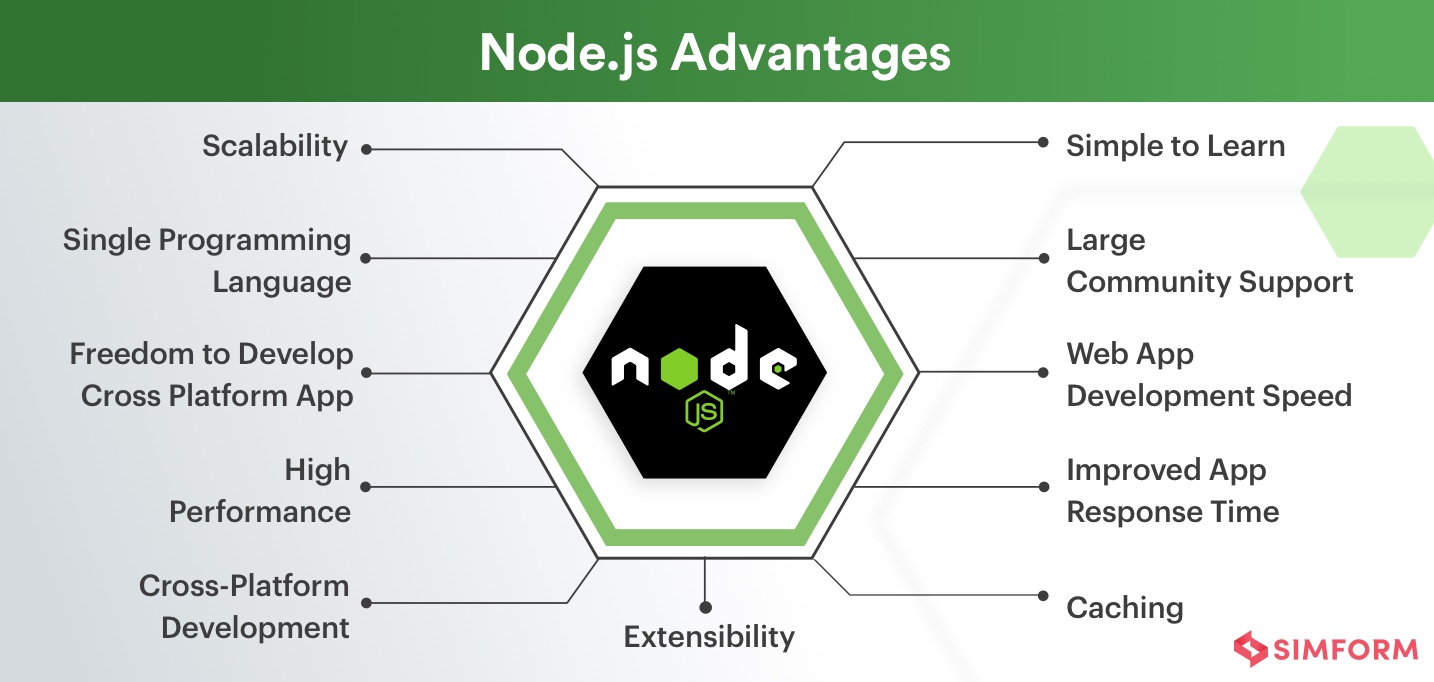 Node.js Advantages
Scalability
Single Programming
Language
Freedom to Develop
Cross Platform App
High
Performance
Cross-Platform
Development
node
JS
TM
Extensibility
Simple to Learn
Large
Community Support
Web App
Development Speed
Improved App
Response Time
Caching
SIMFORM